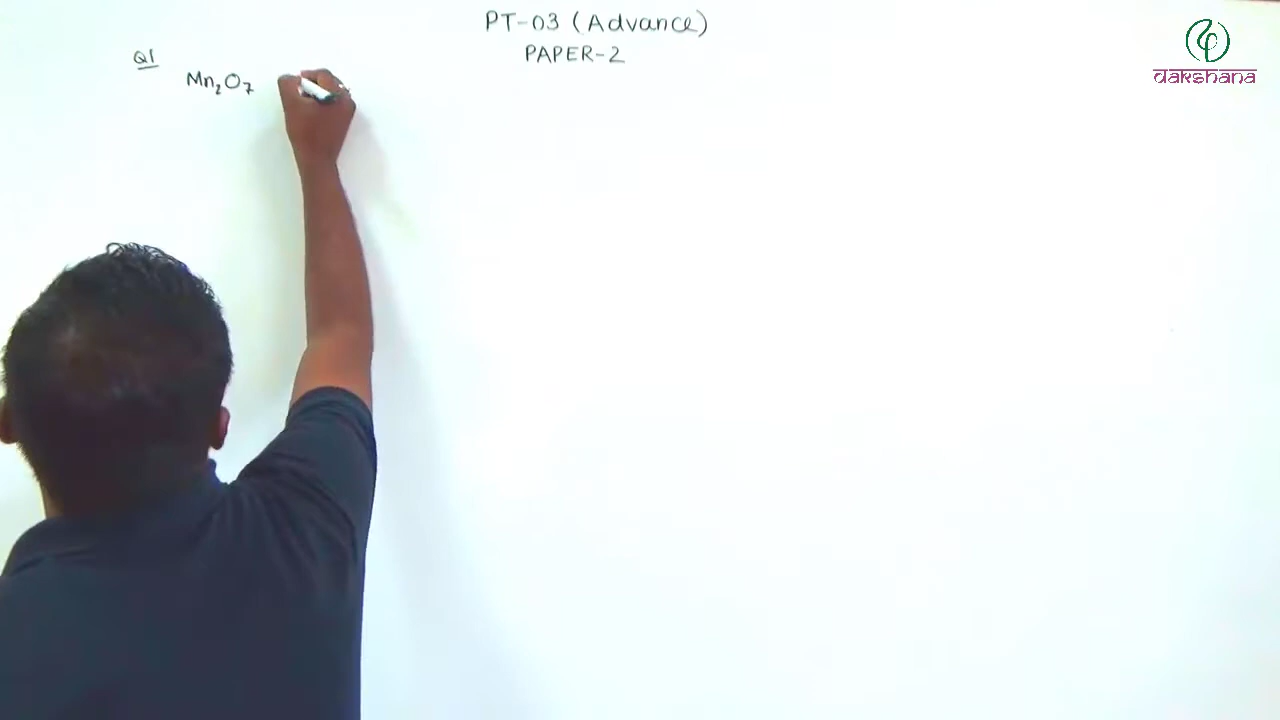 PT-03 (Advance)
PAPER-2
Q1
Mn₂O₇
dakshana